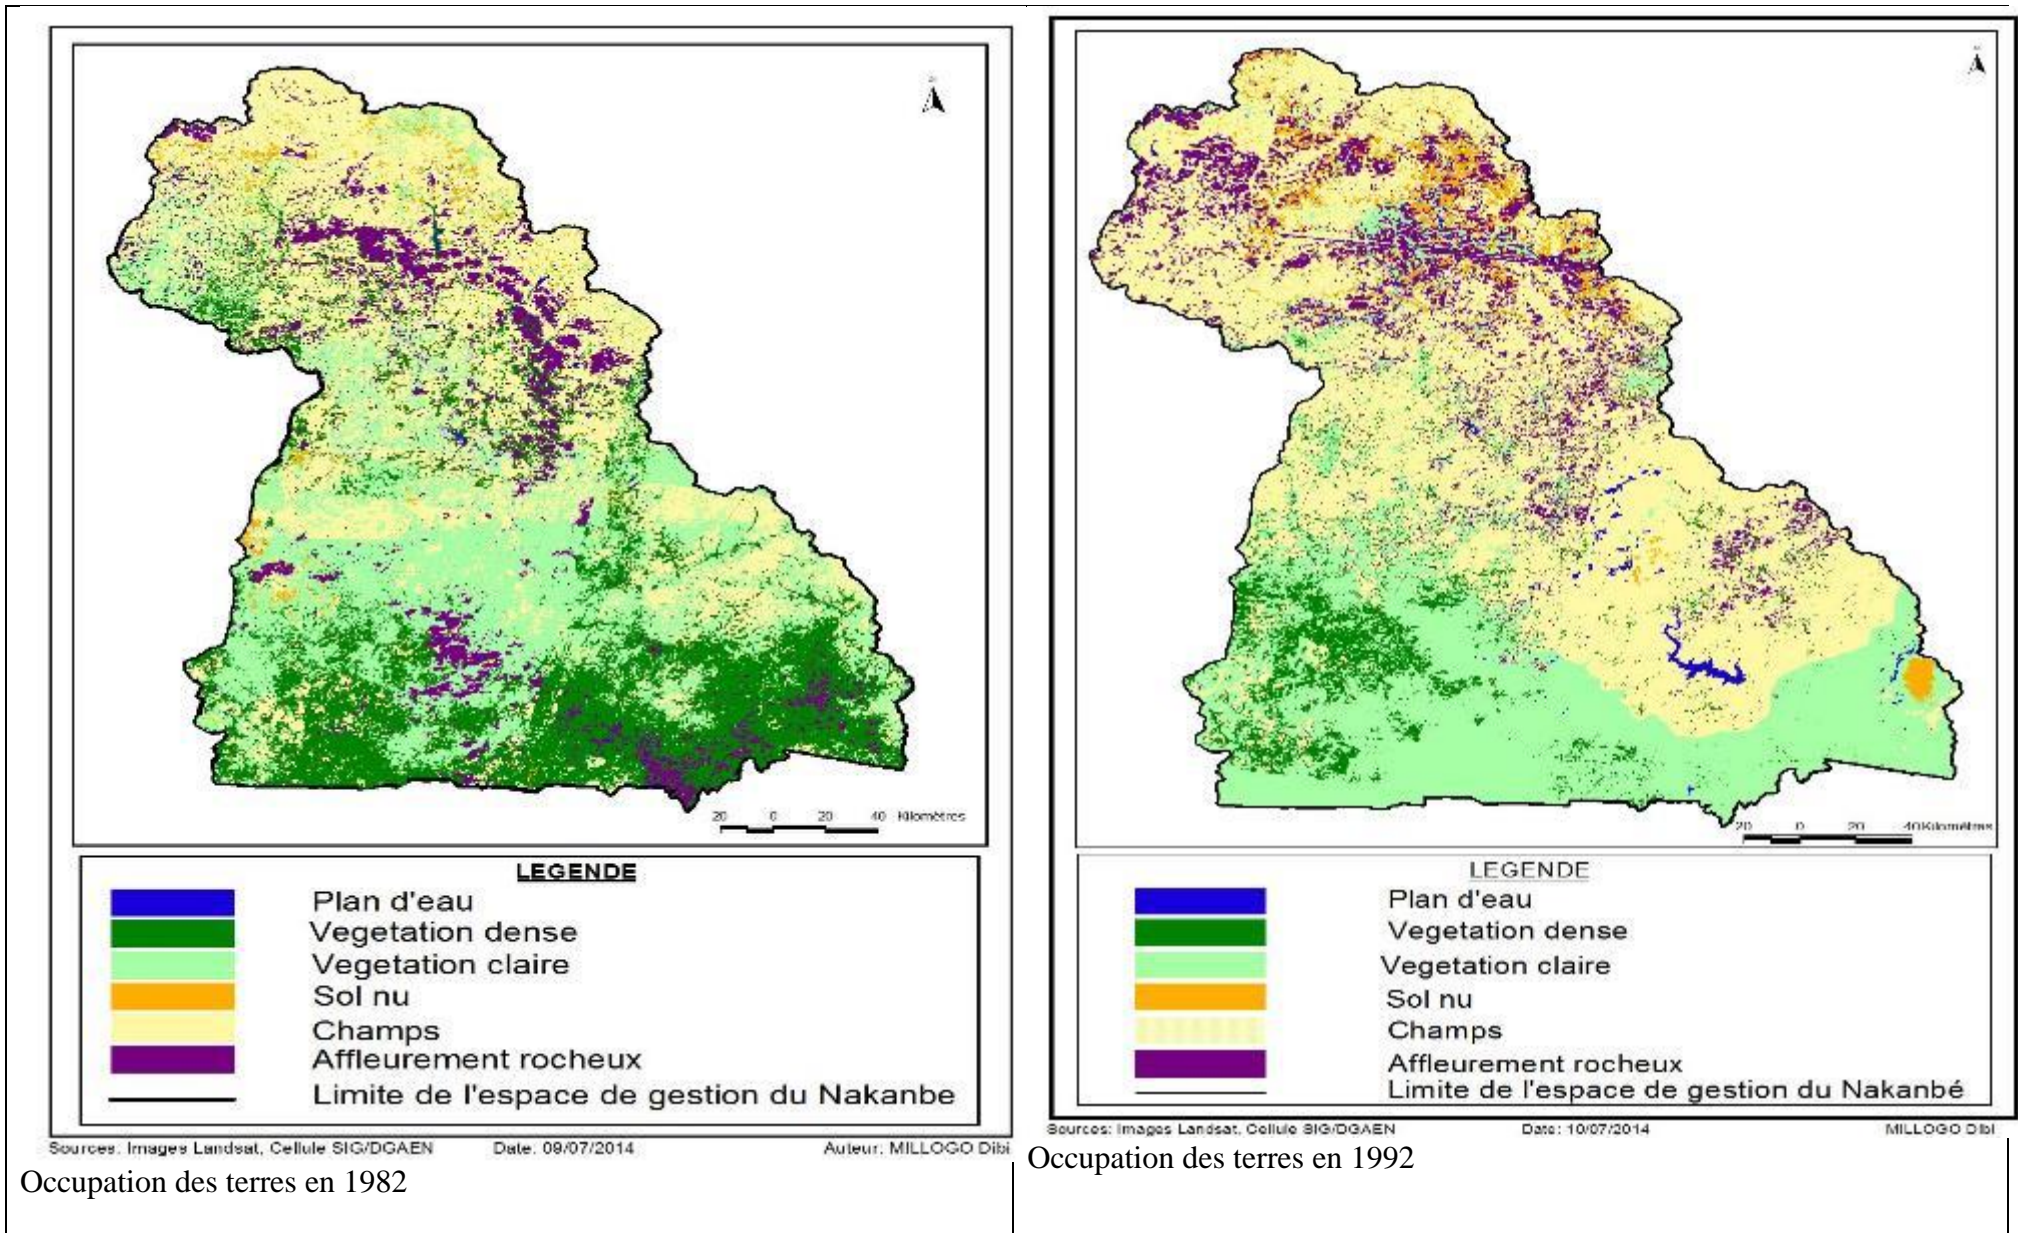 20 0 20 40 Kilomètres
LEGENDE
Plan d'eau
Vegetation dense
Vegetation claire
Sol nu
Champs
Affleurement rocheux
Limite de l'espace de gestion du Nakanbe
Sources: Images Landsat, Cellule SIG/DGAEN Date: 09/07/2014 Auteur: MILLOGO Dibi
Occupation des terres en 1982
20 0 20 40 Kilomètres
LEGENDE
Plan d'eau
Vegetation dense
Vegetation claire
Sol nu
Champs
Affleurement rocheux
Limite de l'espace de gestion du Nakanbé
Sources: Images Landsat, Cellule SIG/DGAEN Date: 10/07/2014 MILLOGO Dibi
Occupation des terres en 1992